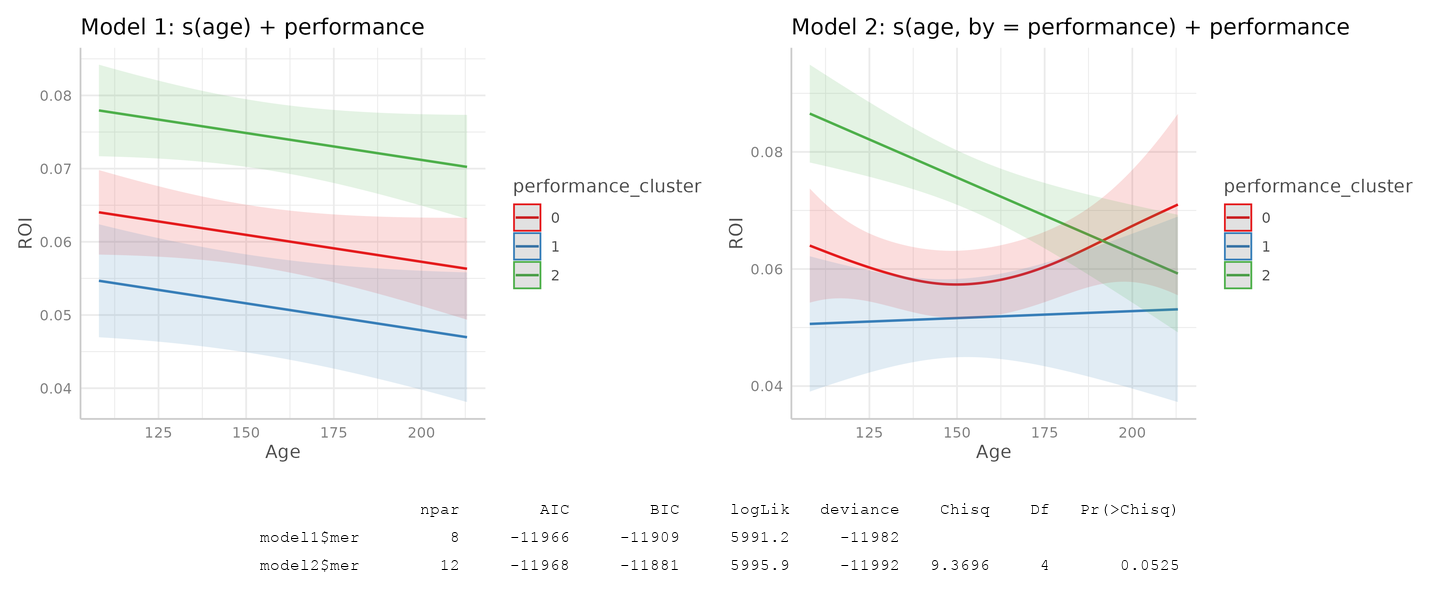 Model 1: s(age) + performance
0.08
0.07
0.06
0.05
0.04
ROI
125 150 175 200
Age
performance_cluster
0
1
2
Model 2: s(age, by = performance) + performance
0.08
0.06
0.04
ROI
125 150 175 200
Age
performance_cluster
0
1
2
npar AIC BIC logLik deviance Chisq Df Pr(>Chisq)
model1$mer 8 -11966 -11909 5991.2 -11982
model2$mer 12 -11968 -11881 5995.9 -11992 9.3696 4 0.0525